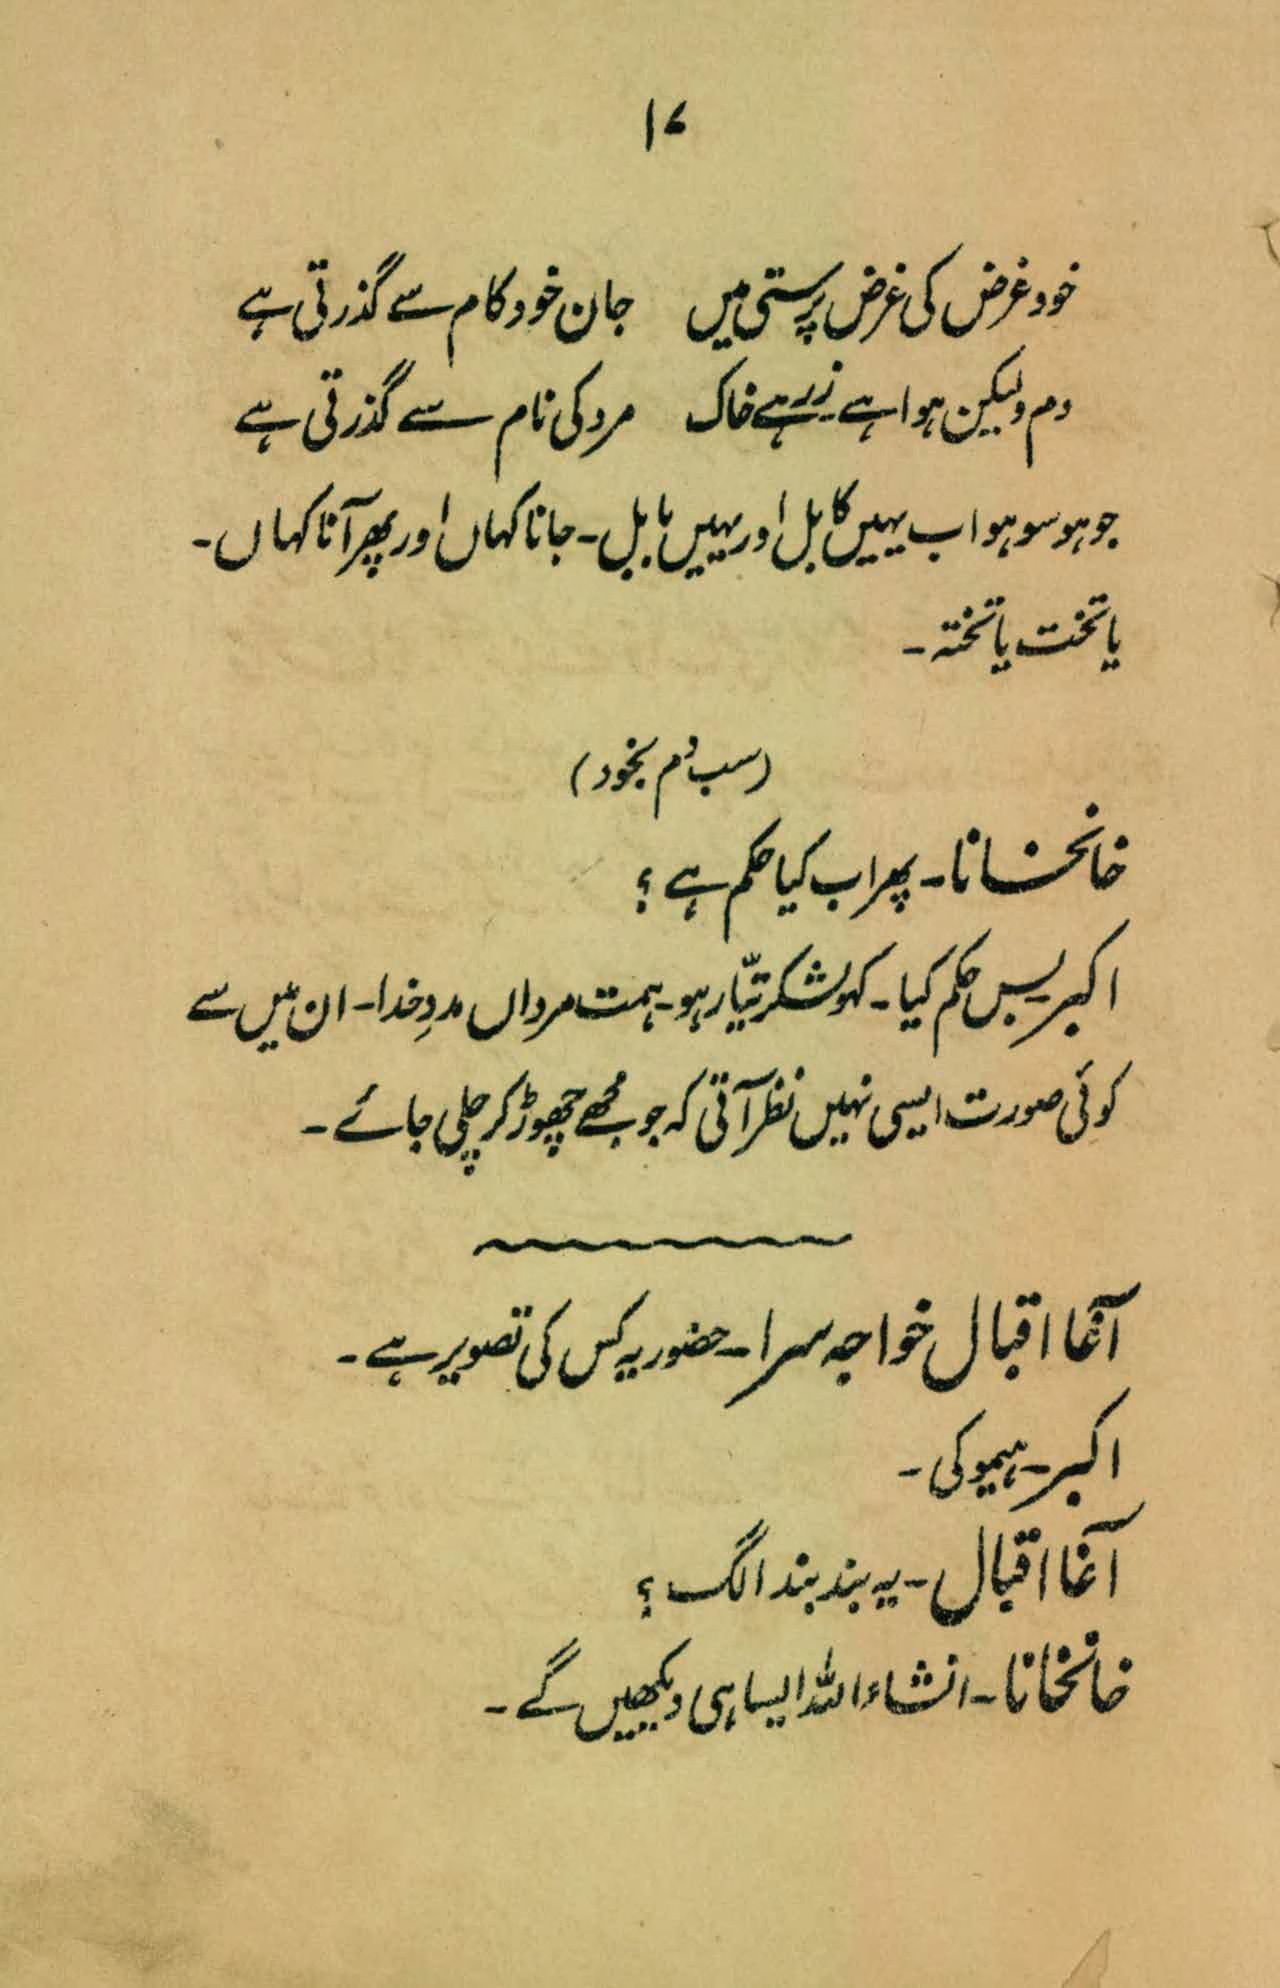 ۱۷
خود غرض کی غرض پرستی میں جان خود کام سے گذرتی ہے
دم ولیکن ہوا ہے۔ زر ہے خاک مرد کی نام سے گذرتی ہے
جو ہو سو ہو اب یہیں کابل اور یہیں بابل۔ جانا کہاں اور پھر آنا کہاں۔
یا تخت یا تختہ۔
(سب دم بخود)
خانخانا۔ پھر اب کیا حکم ہے؟
اکبر۔ بس حکم کیا۔ کہو لشکر تیّار ہو۔ ہمت مرداں مددِ خدا۔ ان میں سے
کوئی صورت ایسی نہیں نظر آتی کہ جو مجھے چھوڑ کر چلی جائے۔
آغا اقبال خواجہ سرا۔ حضور یہ کس کی تصویر ہے۔
اکبر۔ ہیمو کی۔
آغا اقبال۔ یہ بند بند الگ؟
خانخانا۔ انشاء اللہ ایسا ہی دیکھیں گے۔